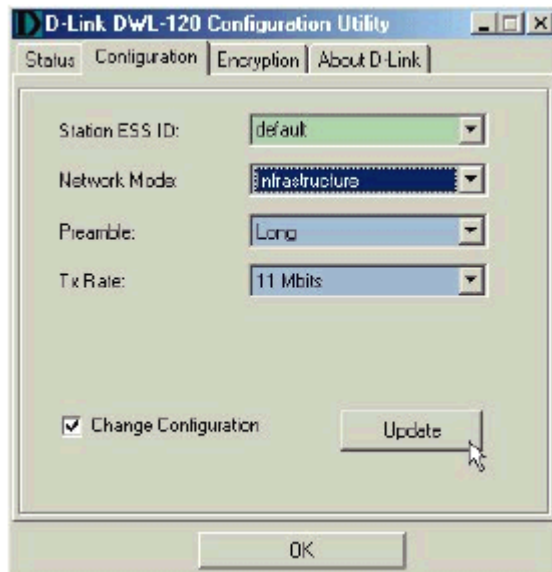 D-Link DWL-120 Configuration Utility
Status Configuration Encryption About D-Link
Station ESS ID: default
Network Mode: Infrastructure
Preamble: Long
Tx Rate: 11 Mbits
Change Configuration Update
OK